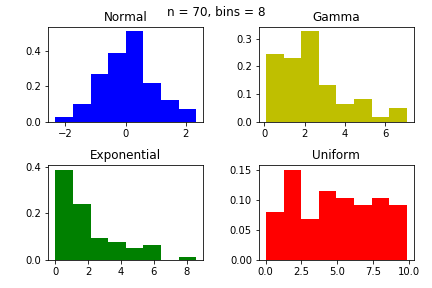 n = 70, bins = 8
Normal
0.4
0.2
0.0
−2 0 2
Gamma
0.3
0.2
0.1
0.0
0 2 4 6
Exponential
0.4
0.2
0.0
0 2 4 6 8
Uniform
0.15
0.10
0.05
0.00
0.0 2.5 5.0 7.5 10.0